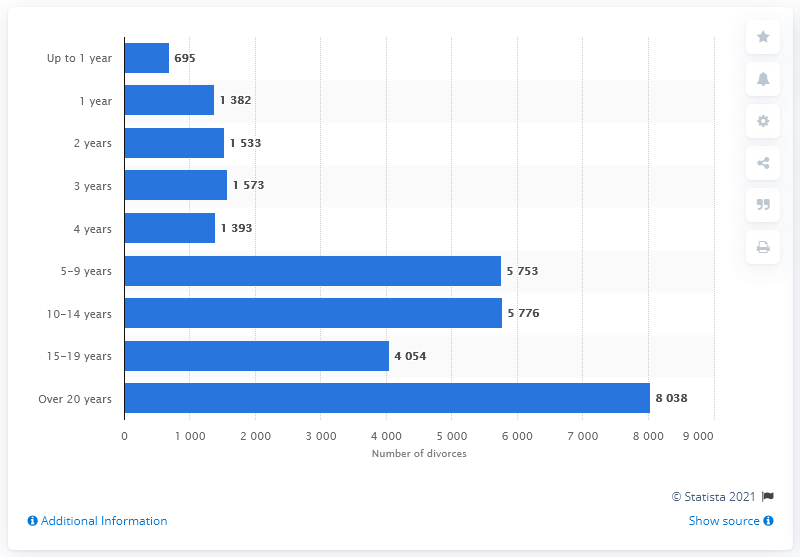 Up to 1 year 695
1 year 1 382
2 years 1 533
3 years 1 573
4 years 1 393
5-9 years 5 753
10-14 years 5 776
15-19 years 4 054
Over 20 years 8 038
0 1 000 2 000 3 000 4 000 5 000 6 000 7 000 8 000 9 000
Number of divorces
© Statista 2021
Additional Information Show source